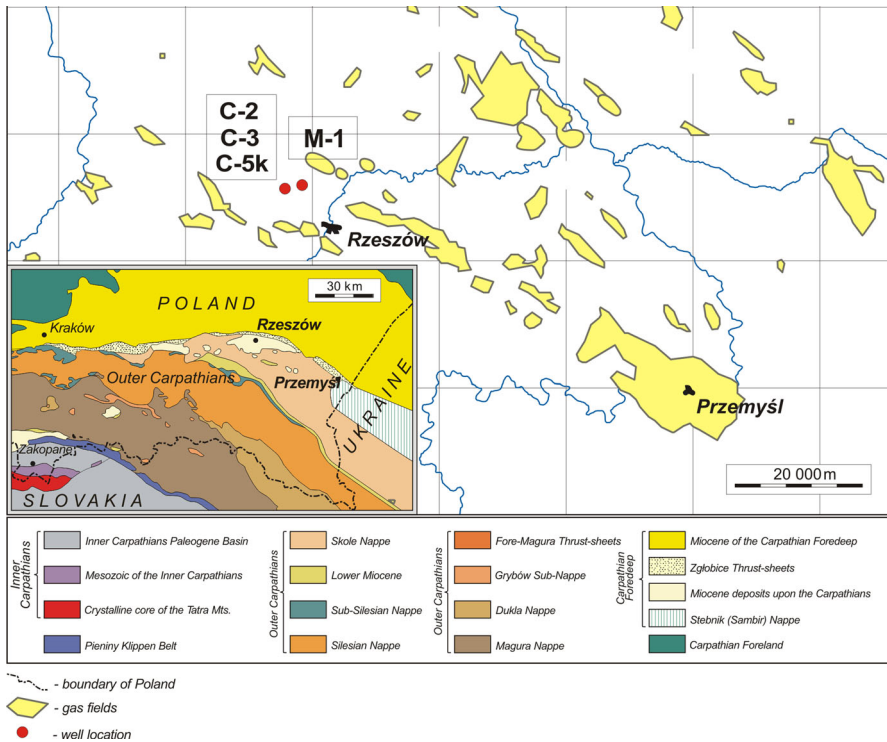 C-2
C-3
C-5k
M-1
Rzeszów
Przemyśl
20 000m
30 km
POLAND
Kraków
Rzeszów
Outer Carpathians
Przemyśl
UKRAINE
Zakopane
SLOVAKIA
Inner Carpathians
Inner Carpathians Paleogene Basin
Mesozoic of the Inner Carpathians
Crystalline core of the Tatra Mts.
Pieniny Klippen Belt
Outer Carpathians
Skole Nappe
Lower Miocene
Sub-Silesian Nappe
Silesian Nappe
Outer Carpathians
Fore-Magura Thrust-sheets
Grybów Sub-Nappe
Dukla Nappe
Magura Nappe
Carpathian Foredeep
Miocene of the Carpathian Foredeep
Zgłobice Thrust-sheets
Miocene deposits upon the Carpathians
Stebnik (Sambir) Nappe
Carpathian Foreland
- boundary of Poland
- gas fields
- well location